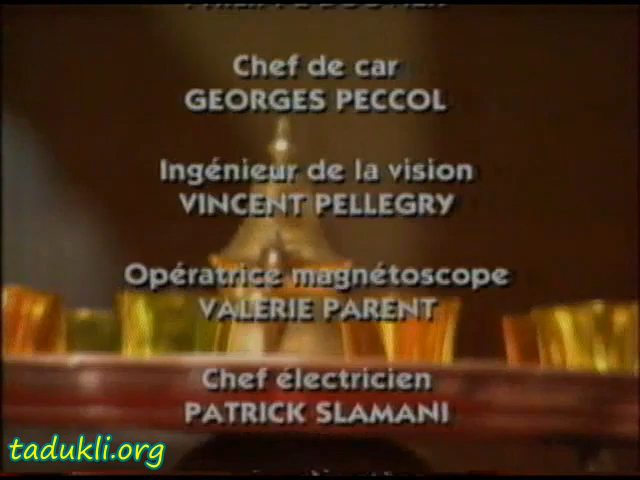 Chef de car
GEORGES PECCOL
Ingénieur de la vision
VINCENT PELLEGRY
Opératrice magnétoscope
VALERIE PARENT
Chef électricien
PATRICK SLAMANI
tadukli.org